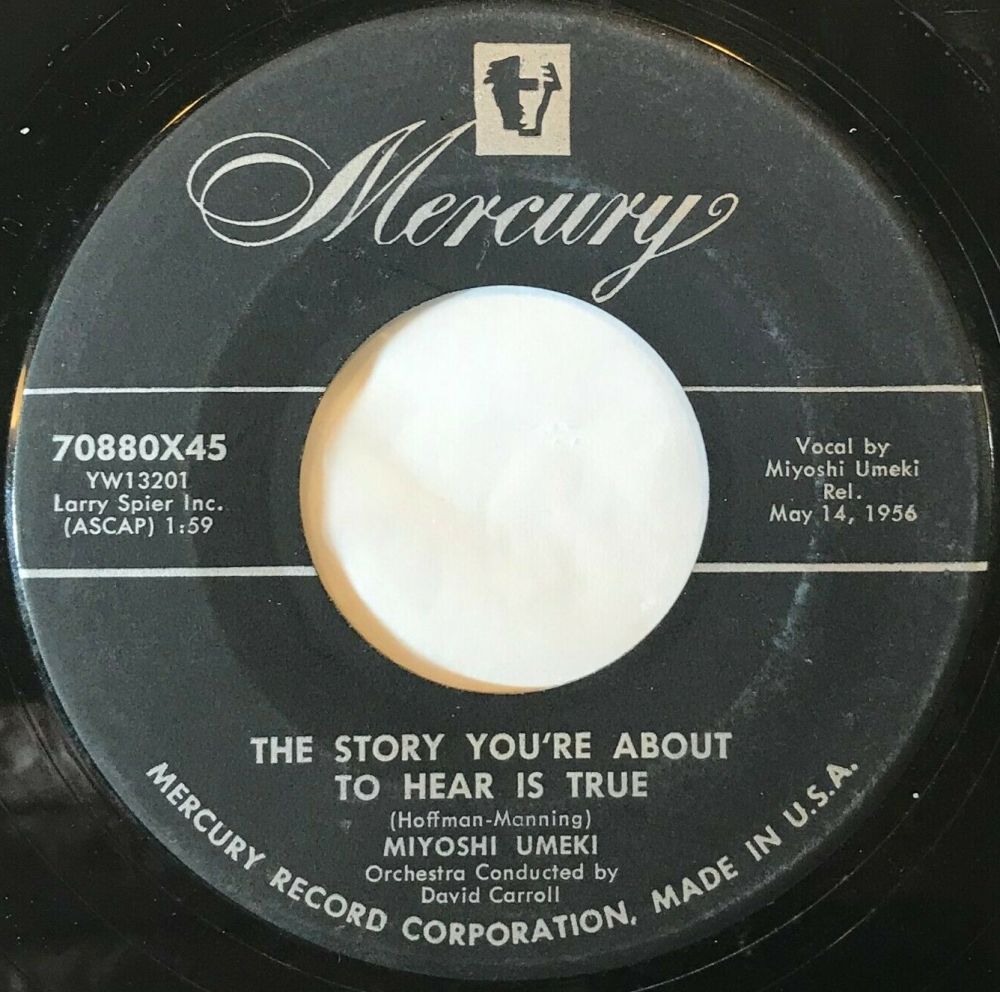 Mercury
70880X45
YW13201
Larry Spier Inc.
(ASCAP) 1:59
Vocal by
Miyoshi Umeki
Rel.
May 14, 1956
THE STORY YOU'RE ABOUT
TO HEAR IS TRUE
(Hoffman-Manning)
MIYOSHI UMEKI
Orchestra Conducted by
David Carroll
MERCURY RECORD CORPORATION, MADE IN U.S.A.